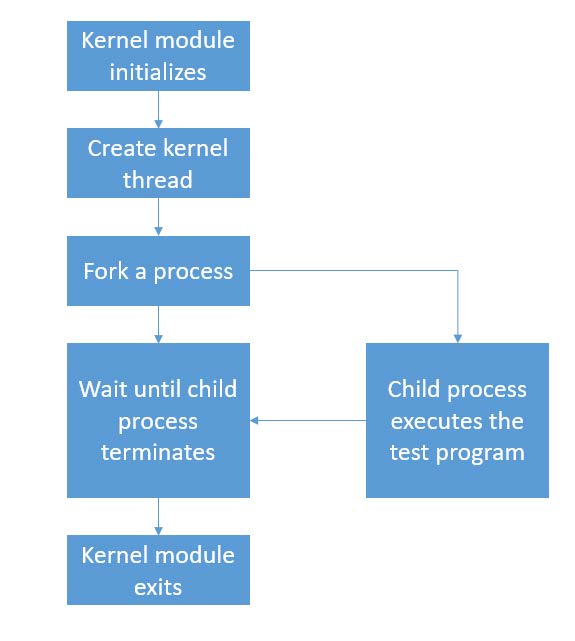 Kernel module
initializes
Create kernel
thread
Fork a process
Wait until child
process
terminates
Child process
executes the
test program
Kernel module
exits